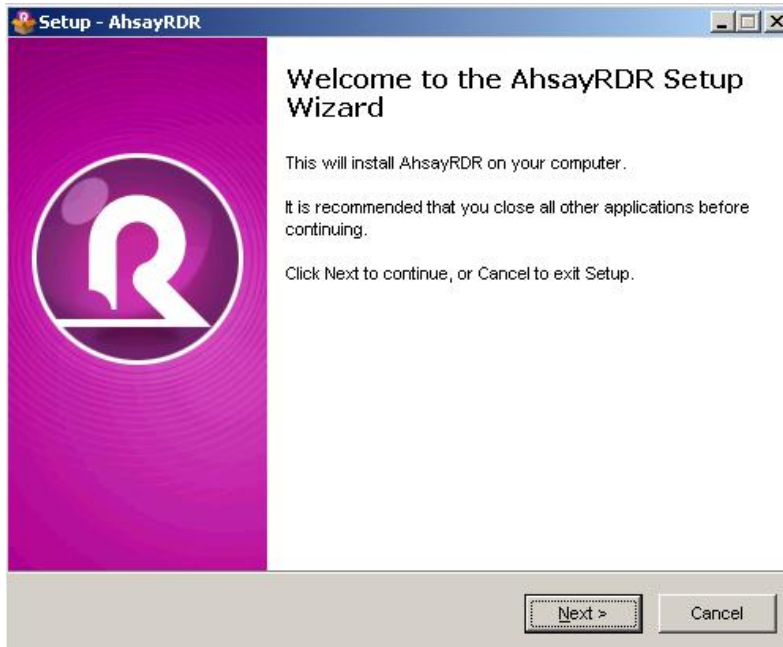 Setup - AhsayRDR
Welcome to the AhsayRDR Setup
Wizard
This will install AhsayRDR on your computer.
It is recommended that you close all other applications before
continuing.
Click Next to continue, or Cancel to exit Setup.
Next >
Cancel